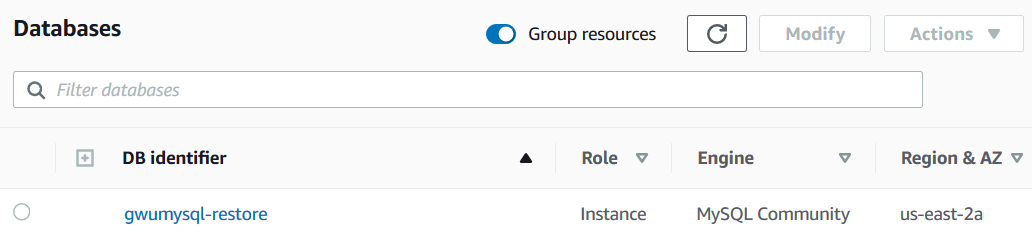 Databases
Group resources
Modify
Actions
Filter databases
DB identifier Role Engine Region & AZ
gwumysql-restore Instance MySQL Community us-east-2a